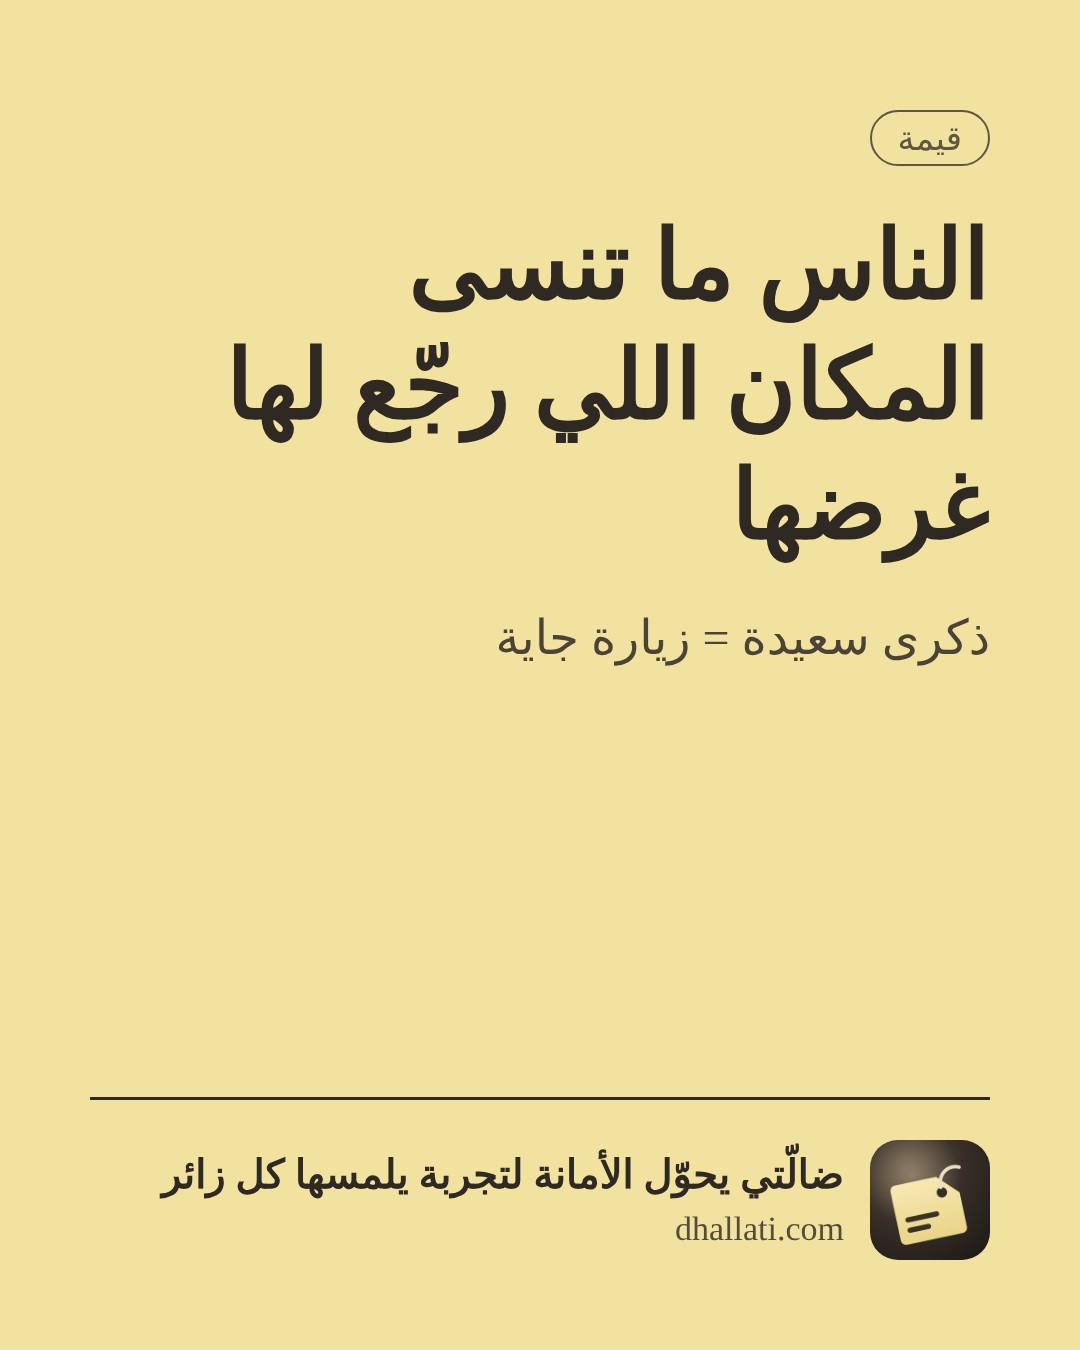 قيمة
الناس ما تنسى
المكان اللي رجّع لها
غرضها
ذكرى سعيدة = زيارة جاية
ضالّتي يحوّل الأمانة لتجربة يلمسها كل زائر
dhallati.com